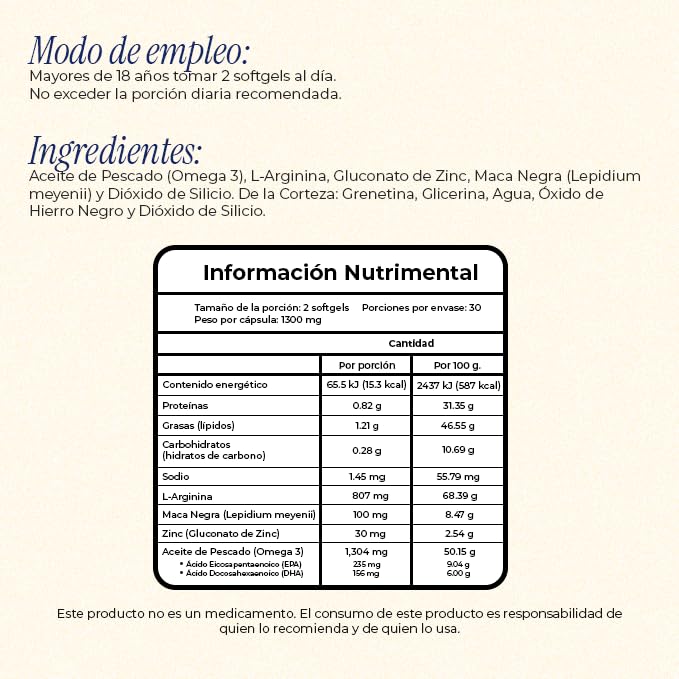 Modo de empleo:
Mayores de 18 años tomar 2 softgels al día.
No exceder la porción diaria recomendada.
Ingredientes:
Aceite de Pescado (Omega 3), L-Arginina, Gluconato de Zinc, Maca Negra (Lepidium
meyenii) y Dióxido de Silicio. De la Corteza: Grenetina, Glicerina, Agua, Óxido de
Hierro Negro y Dióxido de Silicio.
Información Nutrimental
Tamaño de la porción: 2 softgels Porciones por envase: 30
Peso por cápsula: 1300 mg
Cantidad
Por porción Por 100 g.
Contenido energético 65.5 kJ (15.3 kcal) 2437 kJ (587 kcal)
Proteínas 0.82 g 31.35 g
Grasas (lípidos) 1.21 g 46.55 g
Carbohidratos
(hidratos de carbono) 0.28 g 10.69 g
Sodio 1.45 mg 55.79 mg
L-Arginina 807 mg 68.39 g
Maca Negra (Lepidium meyenii) 100 mg 8.47 g
Zinc (Gluconato de Zinc) 30 mg 2.54 g
Aceite de Pescado (Omega 3) 1,304 mg 50.15 g
• Ácido Eicosapentaenoico (EPA) 235 mg 9.04 g
• Ácido Docosahexaenoico (DHA) 156 mg 6.00 g
Este producto no es un medicamento. El consumo de este producto es responsabilidad de
quien lo recomienda y de quien lo usa.